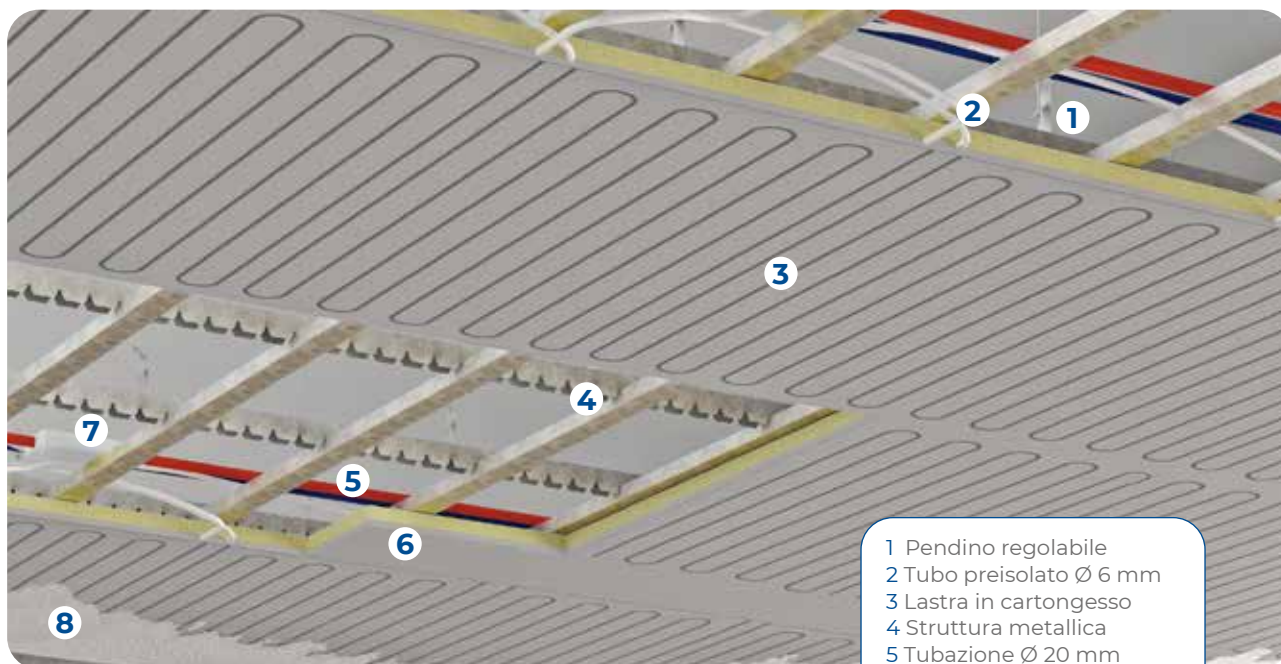 2
1
3
4
7
5
6
8
1 Pendino regolabile
2 Tubo preisolato Ø 6 mm
3 Lastra in cartongesso
4 Struttura metallica
5 Tubazione Ø 20 mm